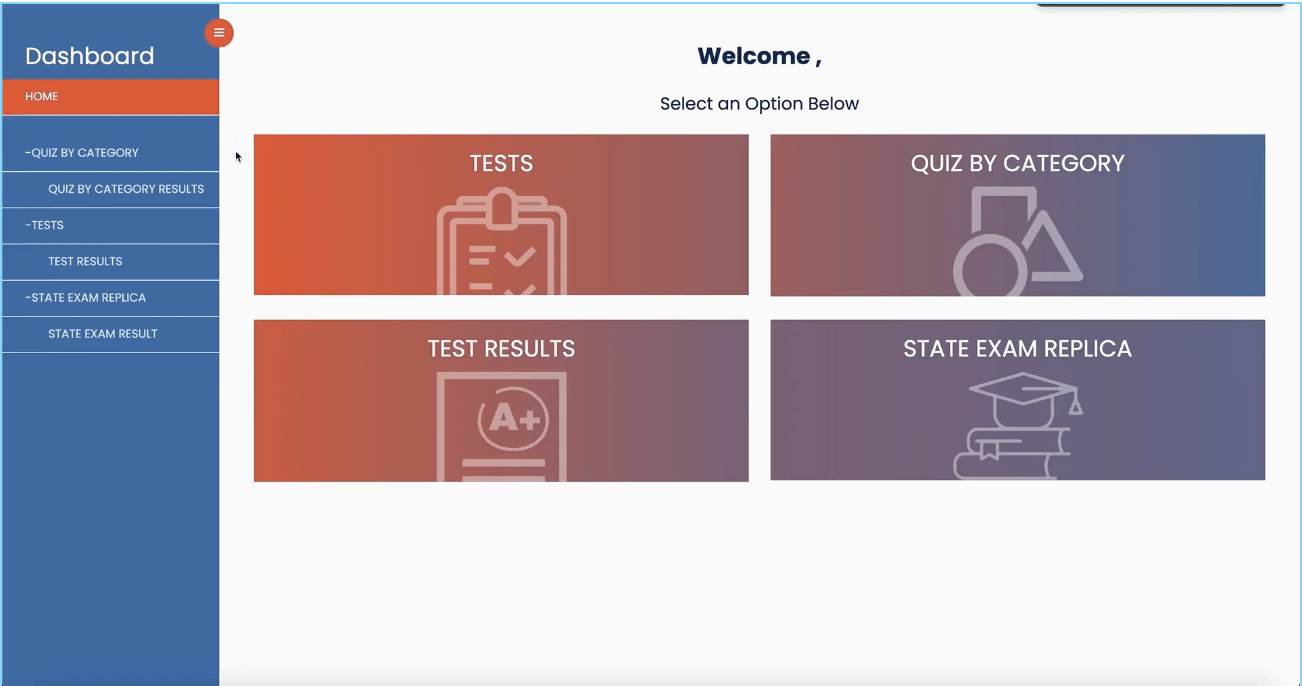 Dashboard
HOME
-QUIZ BY CATEGORY
QUIZ BY CATEGORY RESULTS
-TESTS
TEST RESULTS
-STATE EXAM REPLICA
STATE EXAM RESULT
Welcome ,
Select an Option Below
TESTS
QUIZ BY CATEGORY
TEST RESULTS
A+
STATE EXAM REPLICA